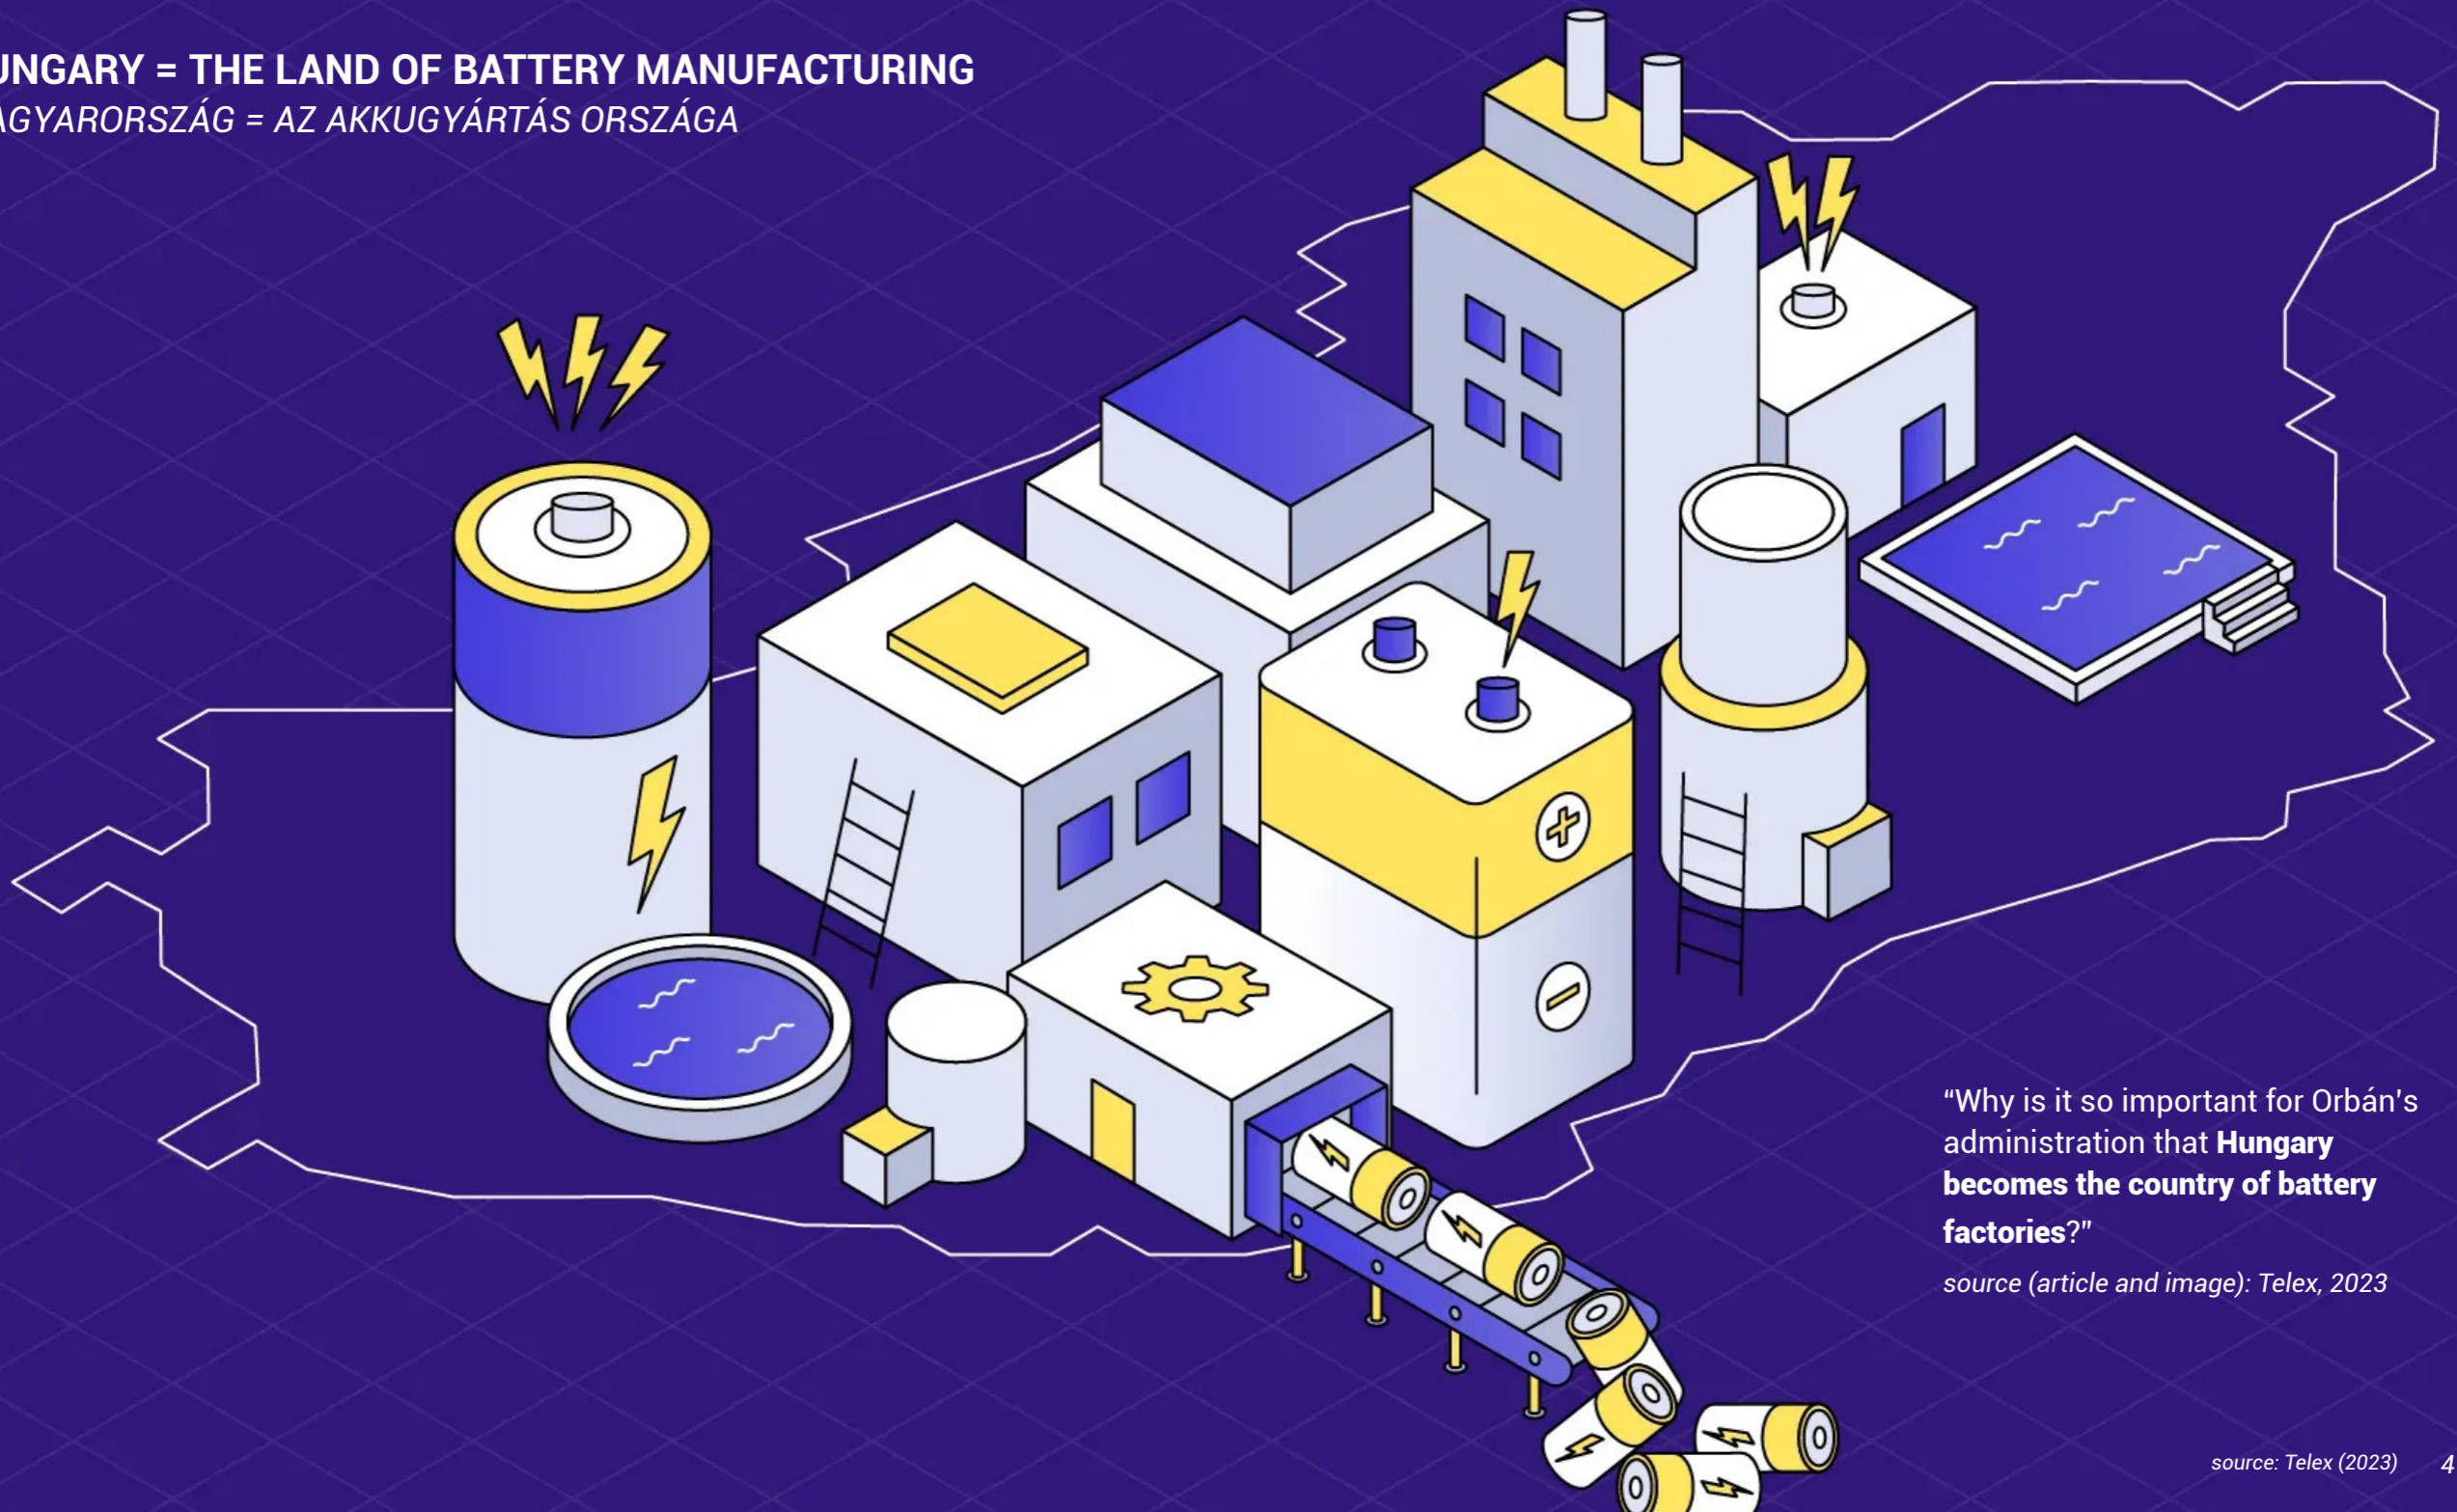 UNGARY = THE LAND OF BATTERY MANUFACTURING
AGYARORSZÁG = AZ AKKUGYÁRTÁS ORSZÁGA
“Why is it so important for Orbán's
administration that Hungary
becomes the country of battery
factories?”
source (article and image): Telex, 2023
source: Telex (2023)
4